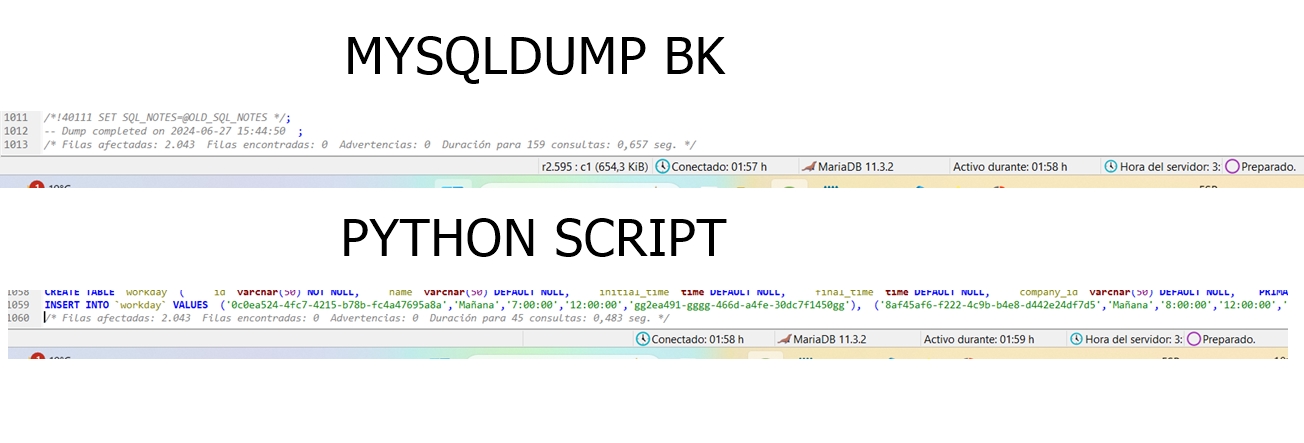 MYSQLDUMP BK
1011 /*!40111 SET SQL_NOTES=@OLD_SQL_NOTES */;
1012 -- Dump completed on 2024-06-27 15:44:50  ;
1013 /* Filas afectadas: 2.043  Filas encontradas: 0  Advertencias: 0  Duración para 159 consultas: 0,657 seg. */
r2.595 : c1 (654,3 KiB) Conectado: 01:57 h MariaDB 11.3.2 Activo durante: 01:58 h Hora del servidor: 3: Preparado.
PYTHON SCRIPT
1058 CREATE TABLE `workday` (    `id` varchar(50) NOT NULL,    `name` varchar(50) DEFAULT NULL,    `initial_time` time DEFAULT NULL,    `final_time` time DEFAULT NULL,    `company_id` varchar(50) DEFAULT NULL,    PRIMA
1059 INSERT INTO `workday` VALUES  ('0c0ea524-4fc7-4215-b78b-fc4a47695a8a','Mañana','7:00:00','12:00:00','gg2ea491-gggg-466d-a4fe-30dc7f1450gg'),  ('8af45af6-f222-4c9b-b4e8-d442e24df7d5','Mañana','8:00:00','12:00:00','
1060 /* Filas afectadas: 2.043  Filas encontradas: 0  Advertencias: 0  Duración para 45 consultas: 0,483 seg. */
Conectado: 01:58 h MariaDB 11.3.2 Activo durante: 01:59 h Hora del servidor: 3: Preparado.